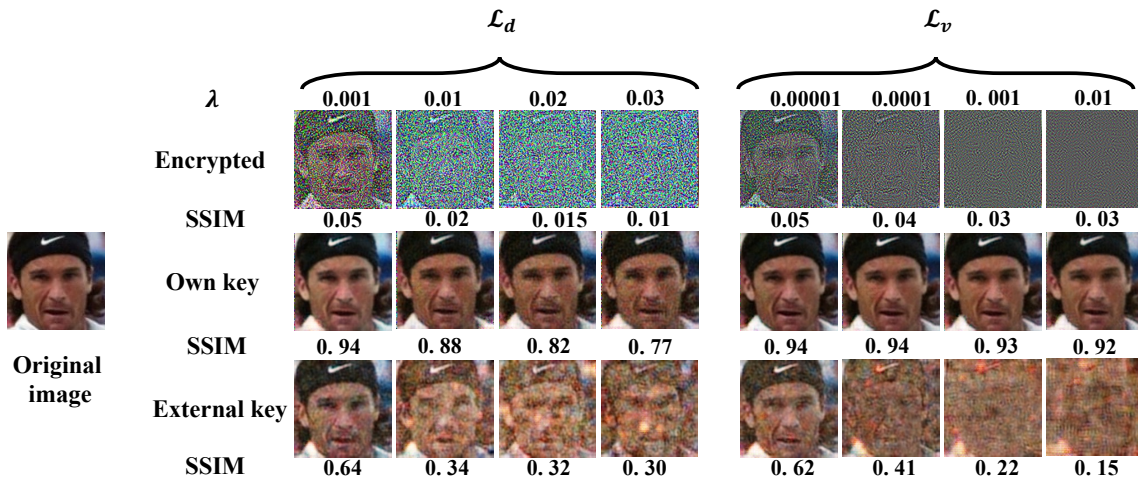 ℒd ℒv
λ 0.001 0.01 0.02 0.03 0.00001 0.0001 0. 001 0.01
Encrypted
SSIM 0.05 0.02 0.015 0.01 0.05 0.04 0.03 0.03
Own key
SSIM 0. 94 0. 88 0. 82 0. 77 0. 94 0. 94 0. 93 0. 92
Original
image
External key
SSIM 0.64 0. 34 0. 32 0. 30 0. 62 0. 41 0. 22 0. 15